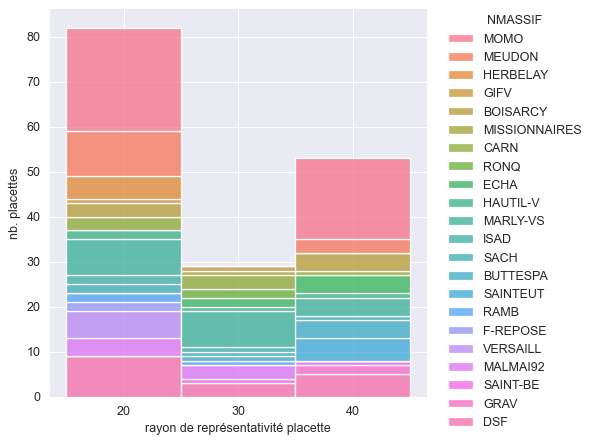 NMASSIF
MOMO
MEUDON
HERBELAY
GIFV
BOISARCY
MISSIONNAIRES
CARN
RONQ
ECHA
HAUTIL-V
MARLY-VS
ISAD
SACH
BUTTESPA
SAINTEUT
RAMB
F-REPOSE
VERSAILL
MALMAI92
SAINT-BE
GRAV
DSF
nb. placettes
80
70
60
50
40
30
20
10
0
20 30 40
rayon de représentativité placette